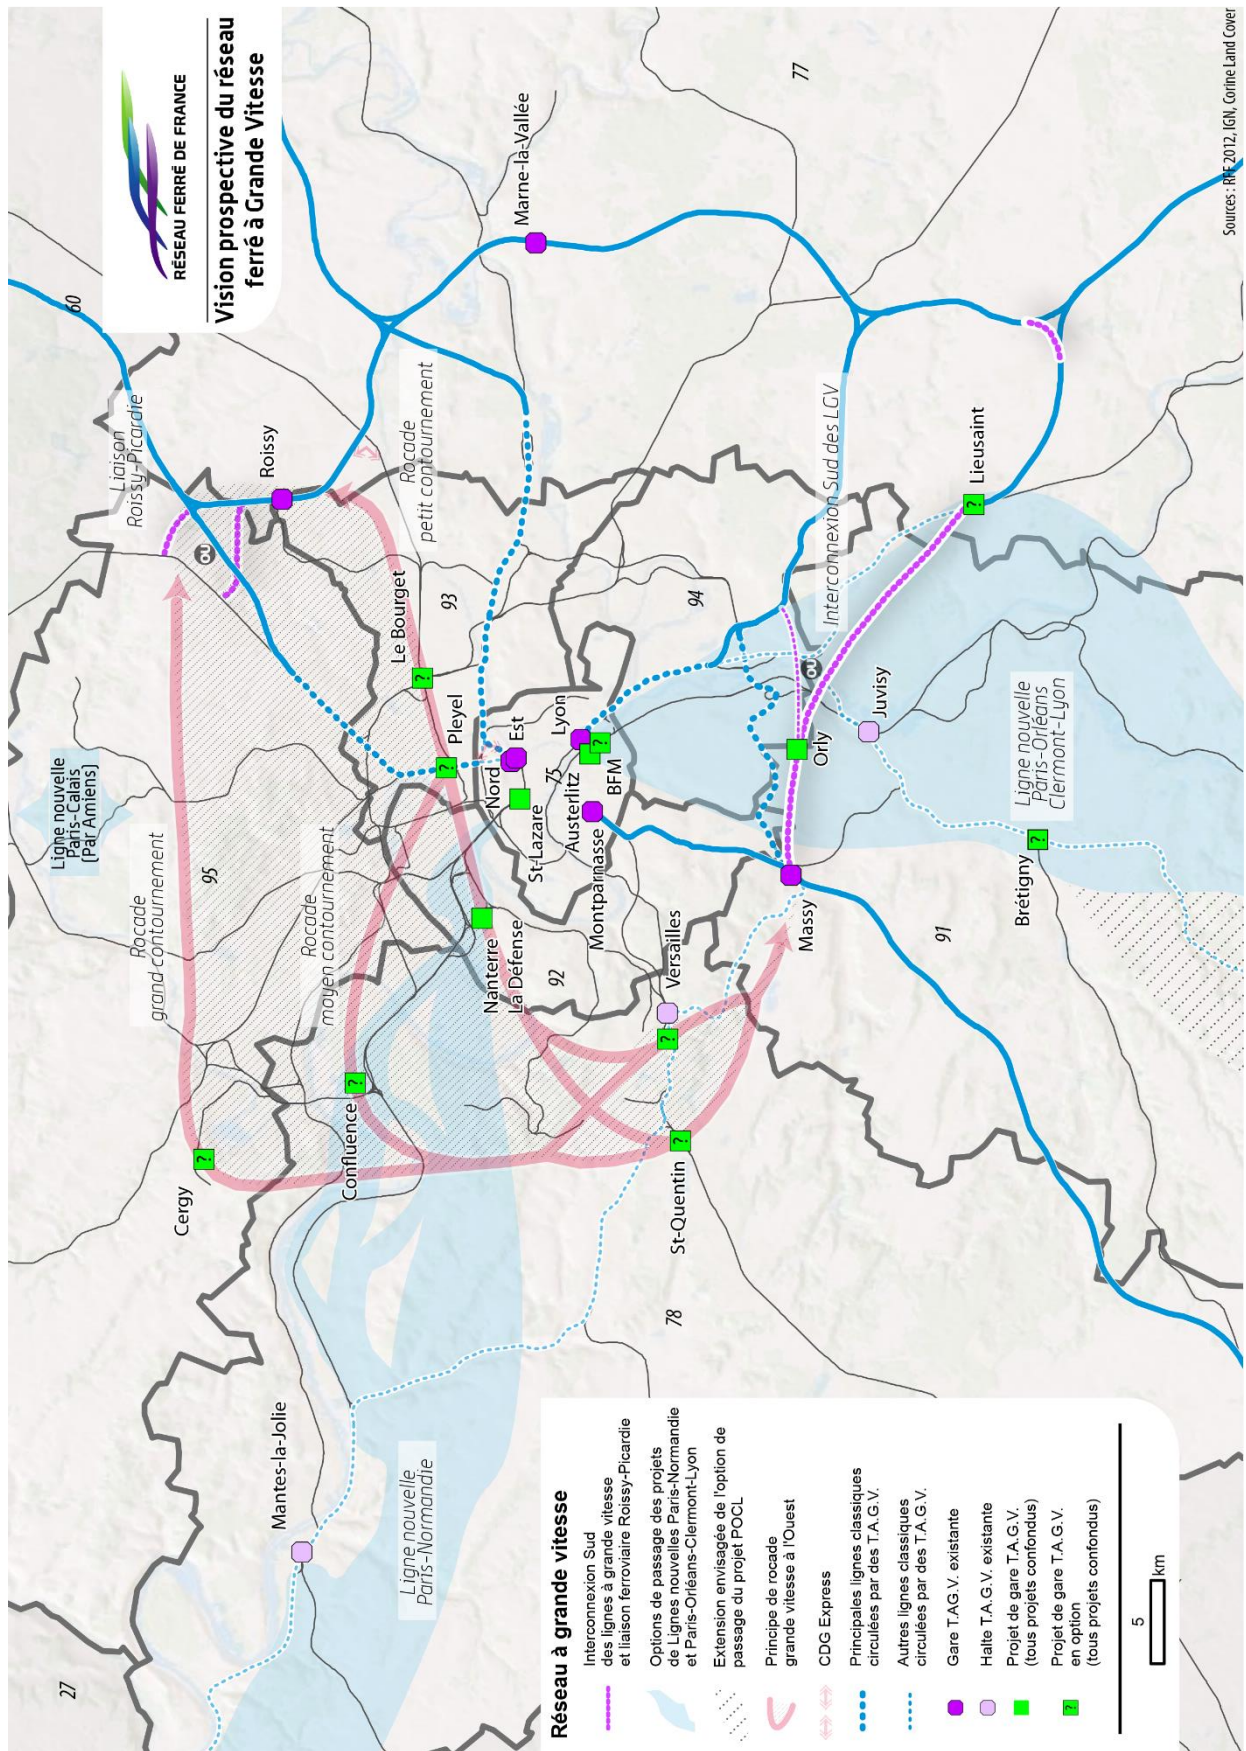 RÉSEAU FERRÉ DE FRANCE
Vision prospective du réseau
ferré à Grande Vitesse
27
Mantes-la-Jolie
Ligne nouvelle
Paris-Normandie
Cergy
Rocade
grand contournement
95
Ligne nouvelle
Paris-Calais
(Par Amiens)
Confluence
Rocade
moyen contournement
60
Liaison
Roissy-Picardie
OU
Roissy
Rocade
petit contournement
Le Bourget
93
Pleyel
Nanterre
La Défense
92
St-Lazare
Nord
Est
75
Lyon
Austerlitz
BFM
Montparnasse
Marne-la-Vallée
77
94
78
St-Quentin
Versailles
Massy
Orly
OU
Interconnexion Sud des LGV
Juvisy
Lieusaint
91
Brétigny
Ligne nouvelle
Paris-Orléans
Clermont-Lyon
Réseau à grande vitesse
Interconnexion Sud
des lignes à grande vitesse
et liaison ferroviaire Roissy-Picardie
Options de passage des projets
de Lignes nouvelles Paris-Normandie
et Paris-Orléans-Clermont-Lyon
Extension envisagée de l'option de
passage du projet POCL
Principe de rocade
grande vitesse à l'Ouest
CDG Express
Principales lignes classiques
circulées par des T.A.G.V.
Autres lignes classiques
circulées par des T.A.G.V.
Gare T.AG.V. existante
Halte T.A.G.V. existante
Projet de gare T.A.G.V.
(tous projets confondus)
?
Projet de gare T.A.G.V.
en option
(tous projets confondus)
5
km
Sources : RFF 2012, IGN, Corine Land Cover